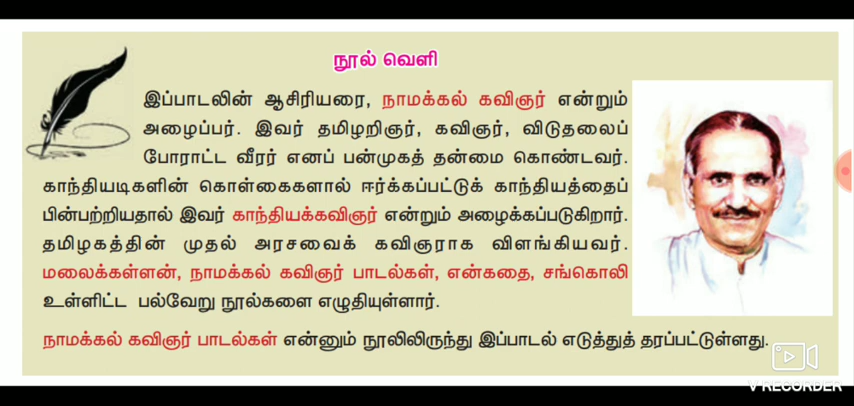 நூல் வெளி
இப்பாடலின் ஆசிரியரை, நாமக்கல் கவிஞர் என்றும்
அழைப்பர். இவர் தமிழறிஞர், கவிஞர், விடுதலைப்
போராட்ட வீரர் எனப் பன்முகத் தன்மை கொண்டவர்.
காந்தியடிகளின் கொள்கைகளால் ஈர்க்கப்பட்டுக் காந்தியத்தைப்
பின்பற்றியதால் இவர் காந்தியக்கவிஞர் என்றும் அழைக்கப்படுகிறார்.
தமிழகத்தின் முதல் அரசவைக் கவிஞராக விளங்கியவர்.
மலைக்கள்ளன், நாமக்கல் கவிஞர் பாடல்கள், என்கதை, சங்கொலி
உள்ளிட்ட பல்வேறு நூல்களை எழுதியுள்ளார்.
நாமக்கல் கவிஞர் பாடல்கள் என்னும் நூலிலிருந்து இப்பாடல் எடுத்துத் தரப்பட்டுள்ளது.
V RECORDER